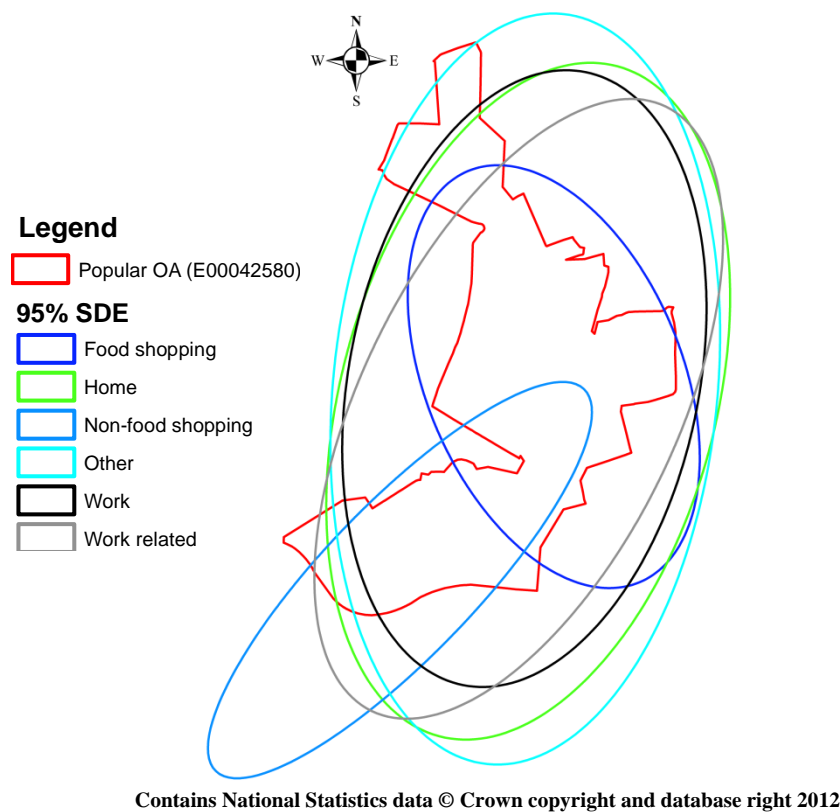 N
W E
S
Legend
Popular OA (E00042580)
95% SDE
Food shopping
Home
Non-food shopping
Other
Work
Work related
Contains National Statistics data © Crown copyright and database right 2012